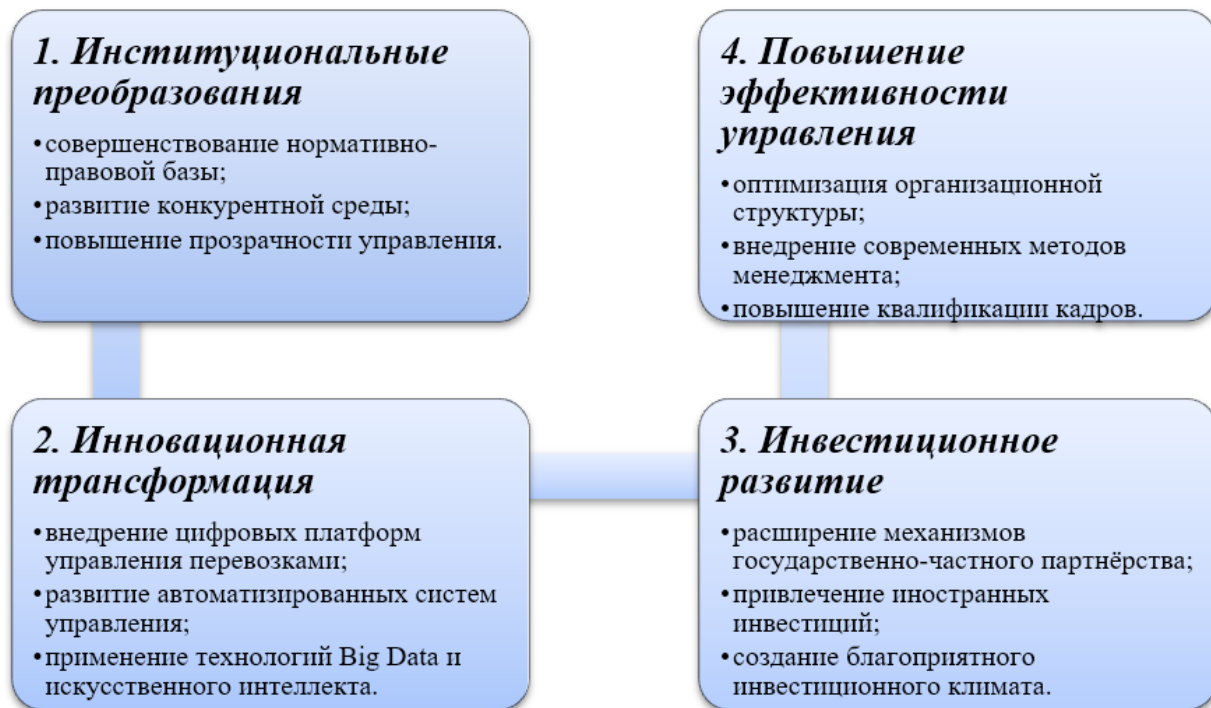 1. Институциональные
преобразования
•совершенствование нормативно-
правовой базы;
•развитие конкурентной среды;
•повышение прозрачности управления.
2. Инновационная
трансформация
•внедрение цифровых платформ
управления перевозками;
•развитие автоматизированных систем
управления;
•применение технологий Big Data и
искусственного интеллекта.
3. Инвестиционное
развитие
•расширение механизмов
государственно-частного партнёрства;
•привлечение иностранных
инвестиций;
•создание благоприятного
инвестиционного климата.
4. Повышение
эффективности
управления
•оптимизация организационной
структуры;
•внедрение современных методов
менеджмента;
•повышение квалификации кадров.